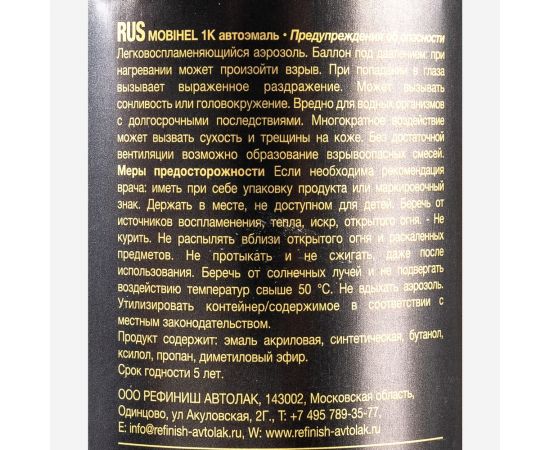 RUS MOBIHEL 1К автоэмаль • Предупреждения об опасности
Легковоспламеняющийся аэрозоль. Баллон под давлением: при
нагревании может произойти взрыв. При попадании в глаза
вызывает выраженное раздражение. Может вызывать
сонливость или головокружение. Вредно для водных организмов
с долгосрочными последствиями. Многократное воздействие
может вызвать сухость и трещины на коже. Без достаточной
вентиляции возможно образование взрывоопасных смесей.
Меры предосторожности Если необходима рекомендация
врача: иметь при себе упаковку продукта или маркировочный
знак. Держать в месте, не доступном для детей. Беречь от
источников воспламенения, тепла, искр, открытого огня. - Не
курить. Не распылять вблизи открытого огня и раскаленных
предметов. Не протыкать и не сжигать, даже после
использования. Беречь от солнечных лучей и не подвергать
воздействию температур свыше 50 °C. Не вдыхать аэрозоль.
Утилизировать контейнер/содержимое в соответствии с
местным законодательством.
Продукт содержит: эмаль акриловая, синтетическая, бутанол,
ксилол, пропан, диметиловый эфир.
Срок годности 5 лет.
ООО РЕФИНИШ АВТОЛАК, 143002, Московская область,
Одинцово, ул Акуловская, 2Г., Т: +7 495 789-35-77,
E: info@refinish-avtolak.ru, W: www.refinish-avtolak.ru